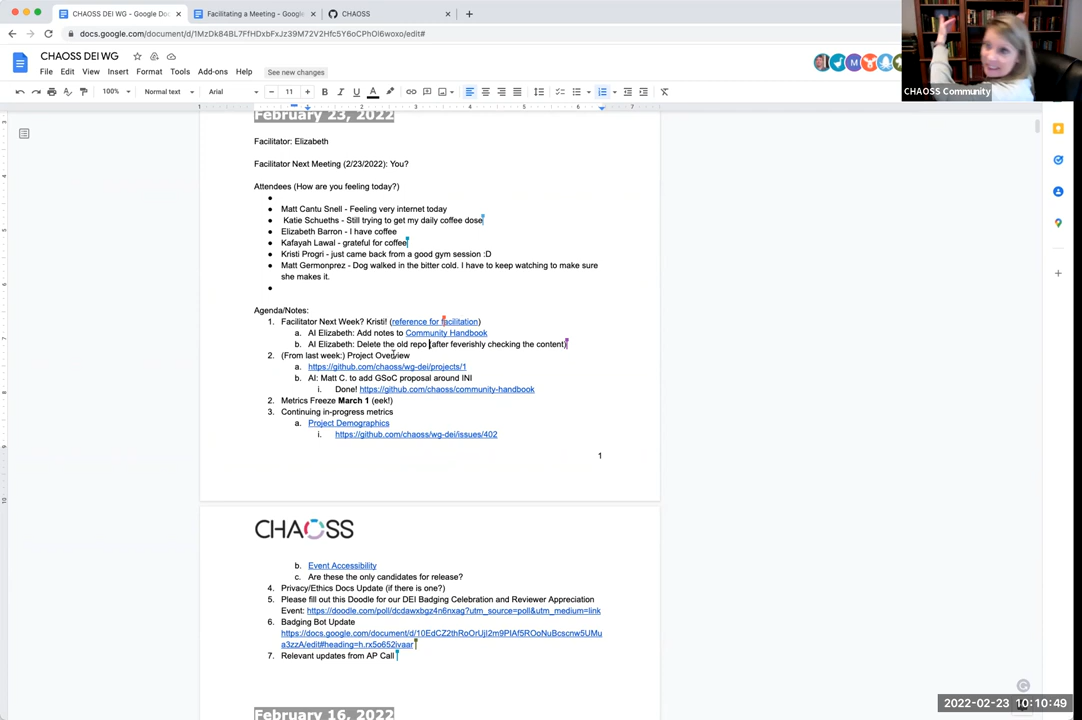 CHAOSS DEI WG - Google Doc
Facilitating a Meeting - Google
CHAOSS
docs.google.com/document/d/1MzDk84BL7FfHDxbFxJz39M72V2Hfc5Y6oCPhOl6woxo/edit#
CHAOSS DEI WG
File Edit View Insert Format Tools Add-ons Help See new changes
100% Normal text Arial 11
CHAOSS Community
February 23, 2022
Facilitator: Elizabeth
Facilitator Next Meeting (2/23/2022): You?
Attendees (How are you feeling today?)
Matt Cantu Snell - Feeling very internet today
Katie Schueths - Still trying to get my daily coffee dose
Elizabeth Barron - I have coffee
Kafayah Lawal - grateful for coffee
Kristi Progri - just came back from a good gym session :D
Matt Germonprez - Dog walked in the bitter cold. I have to keep watching to make sure
she makes it.
Agenda/Notes:
1. Facilitator Next Week? Kristi! (reference for facilitation)
a. AI Elizabeth: Add notes to Community Handbook
b. AI Elizabeth: Delete the old repo (after feverishly checking the content)
2. (From last week:) Project Overview
a. https://github.com/chaoss/wg-dei/projects/1
b. AI: Matt C. to add GSoC proposal around INI
i. Done! https://github.com/chaoss/community-handbook
2. Metrics Freeze March 1 (eek!)
3. Continuing in-progress metrics
a. Project Demographics
i. https://github.com/chaoss/wg-dei/issues/402
1
CHAOSS
b. Event Accessibility
c. Are these the only candidates for release?
4. Privacy/Ethics Docs Update (if there is one?)
5. Please fill out this Doodle for our DEI Badging Celebration and Reviewer Appreciation
Event: https://doodle.com/poll/dcdawxbgz4n6nxag?utm_source=poll&utm_medium=link
6. Badging Bot Update
https://docs.google.com/document/d/10EdCZ2thRoOrUjl2m9PIAf5ROoNuBcscnw5UMu
a3zzA/edit#heading=h.rx5o652ivaar
7. Relevant updates from AP Call
February 16, 2022
2022-02-23 10:10:49